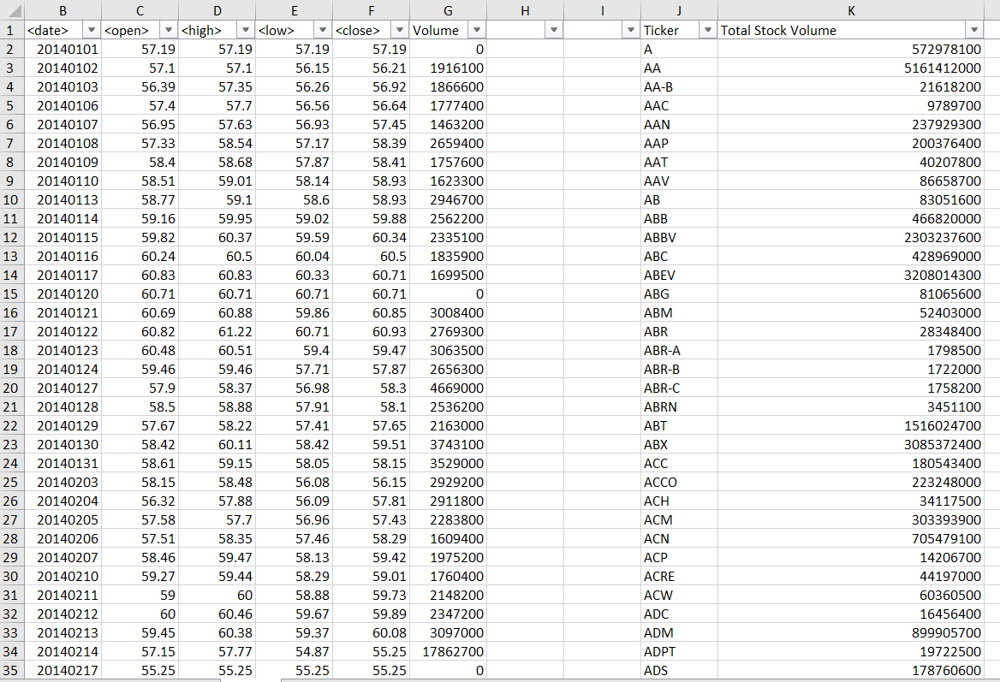 B C D E F G H I J K
1 <date> <open> <high> <low> <close> Volume Ticker Total Stock Volume
2 20140101 57.19 57.19 57.19 57.19 0 A 572978100
3 20140102 57.1 57.1 56.15 56.21 1916100 AA 5161412000
4 20140103 56.39 57.35 56.26 56.92 1866600 AA-B 21618200
5 20140106 57.4 57.7 56.56 56.64 1777400 AAC 9789700
6 20140107 56.95 57.63 56.93 57.45 1463200 AAN 237929300
7 20140108 57.33 58.54 57.17 58.39 2659400 AAP 200376400
8 20140109 58.4 58.68 57.87 58.41 1757600 AAT 40207800
9 20140110 58.51 59.01 58.14 58.93 1623300 AAV 86658700
10 20140113 58.77 59.1 58.6 58.93 2946700 AB 83051600
11 20140114 59.16 59.95 59.02 59.88 2562200 ABB 466820000
12 20140115 59.82 60.37 59.59 60.34 2335100 ABBV 2303237600
13 20140116 60.24 60.5 60.04 60.5 1835900 ABC 428969000
14 20140117 60.83 60.83 60.33 60.71 1699500 ABEV 3208014300
15 20140120 60.71 60.71 60.71 60.71 0 ABG 81065600
16 20140121 60.69 60.88 59.86 60.85 3008400 ABM 52403000
17 20140122 60.82 61.22 60.71 60.93 2769300 ABR 28348400
18 20140123 60.48 60.51 59.4 59.47 3063500 ABR-A 1798500
19 20140124 59.46 59.46 57.71 57.87 2656300 ABR-B 1722000
20 20140127 57.9 58.37 56.98 58.3 4669000 ABR-C 1758200
21 20140128 58.5 58.88 57.91 58.1 2536200 ABRN 3451100
22 20140129 57.67 58.22 57.41 57.65 2163000 ABT 1516024700
23 20140130 58.42 60.11 58.42 59.51 3743100 ABX 3085372400
24 20140131 58.61 59.15 58.05 58.15 3529000 ACC 180543400
25 20140203 58.15 58.48 56.08 56.15 2929200 ACCO 223248000
26 20140204 56.32 57.88 56.09 57.81 2911800 ACH 34117500
27 20140205 57.58 57.7 56.96 57.43 2283800 ACM 303393900
28 20140206 57.51 58.35 57.46 58.29 1609400 ACN 705479100
29 20140207 58.46 59.47 58.13 59.42 1975200 ACP 14206700
30 20140210 59.27 59.44 58.29 59.01 1760400 ACRE 44197000
31 20140211 59 60 58.88 59.73 2148200 ACW 60360500
32 20140212 60 60.46 59.67 59.89 2347200 ADC 16456400
33 20140213 59.45 60.38 59.37 60.08 3097000 ADM 899905700
34 20140214 57.15 57.77 54.87 55.25 17862700 ADPT 19722500
35 20140217 55.25 55.25 55.25 55.25 0 ADS 178760600